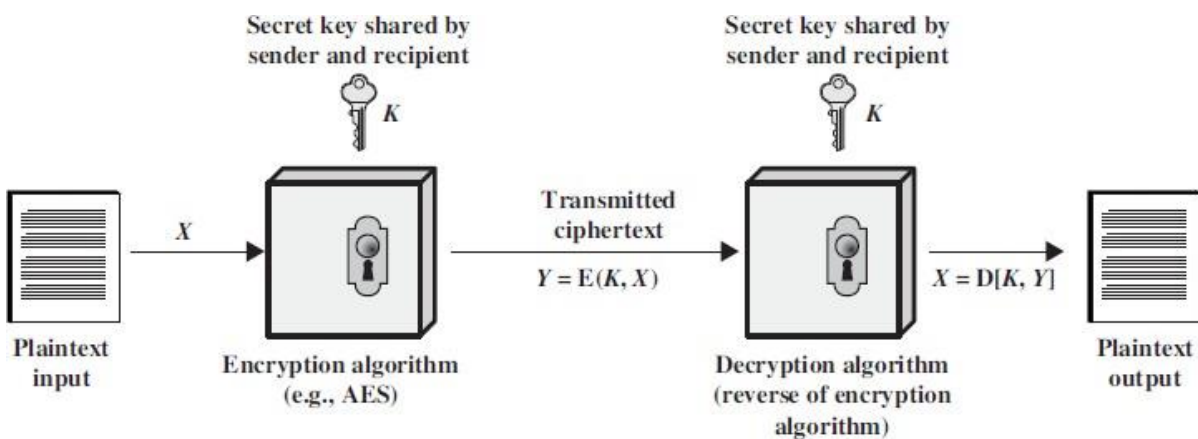 Secret key shared by
sender and recipient
K
Secret key shared by
sender and recipient
K
X
Transmitted
ciphertext
Y = E(K, X)
X = D[K, Y]
Plaintext
input
Encryption algorithm
(e.g., AES)
Decryption algorithm
(reverse of encryption
algorithm)
Plaintext
output